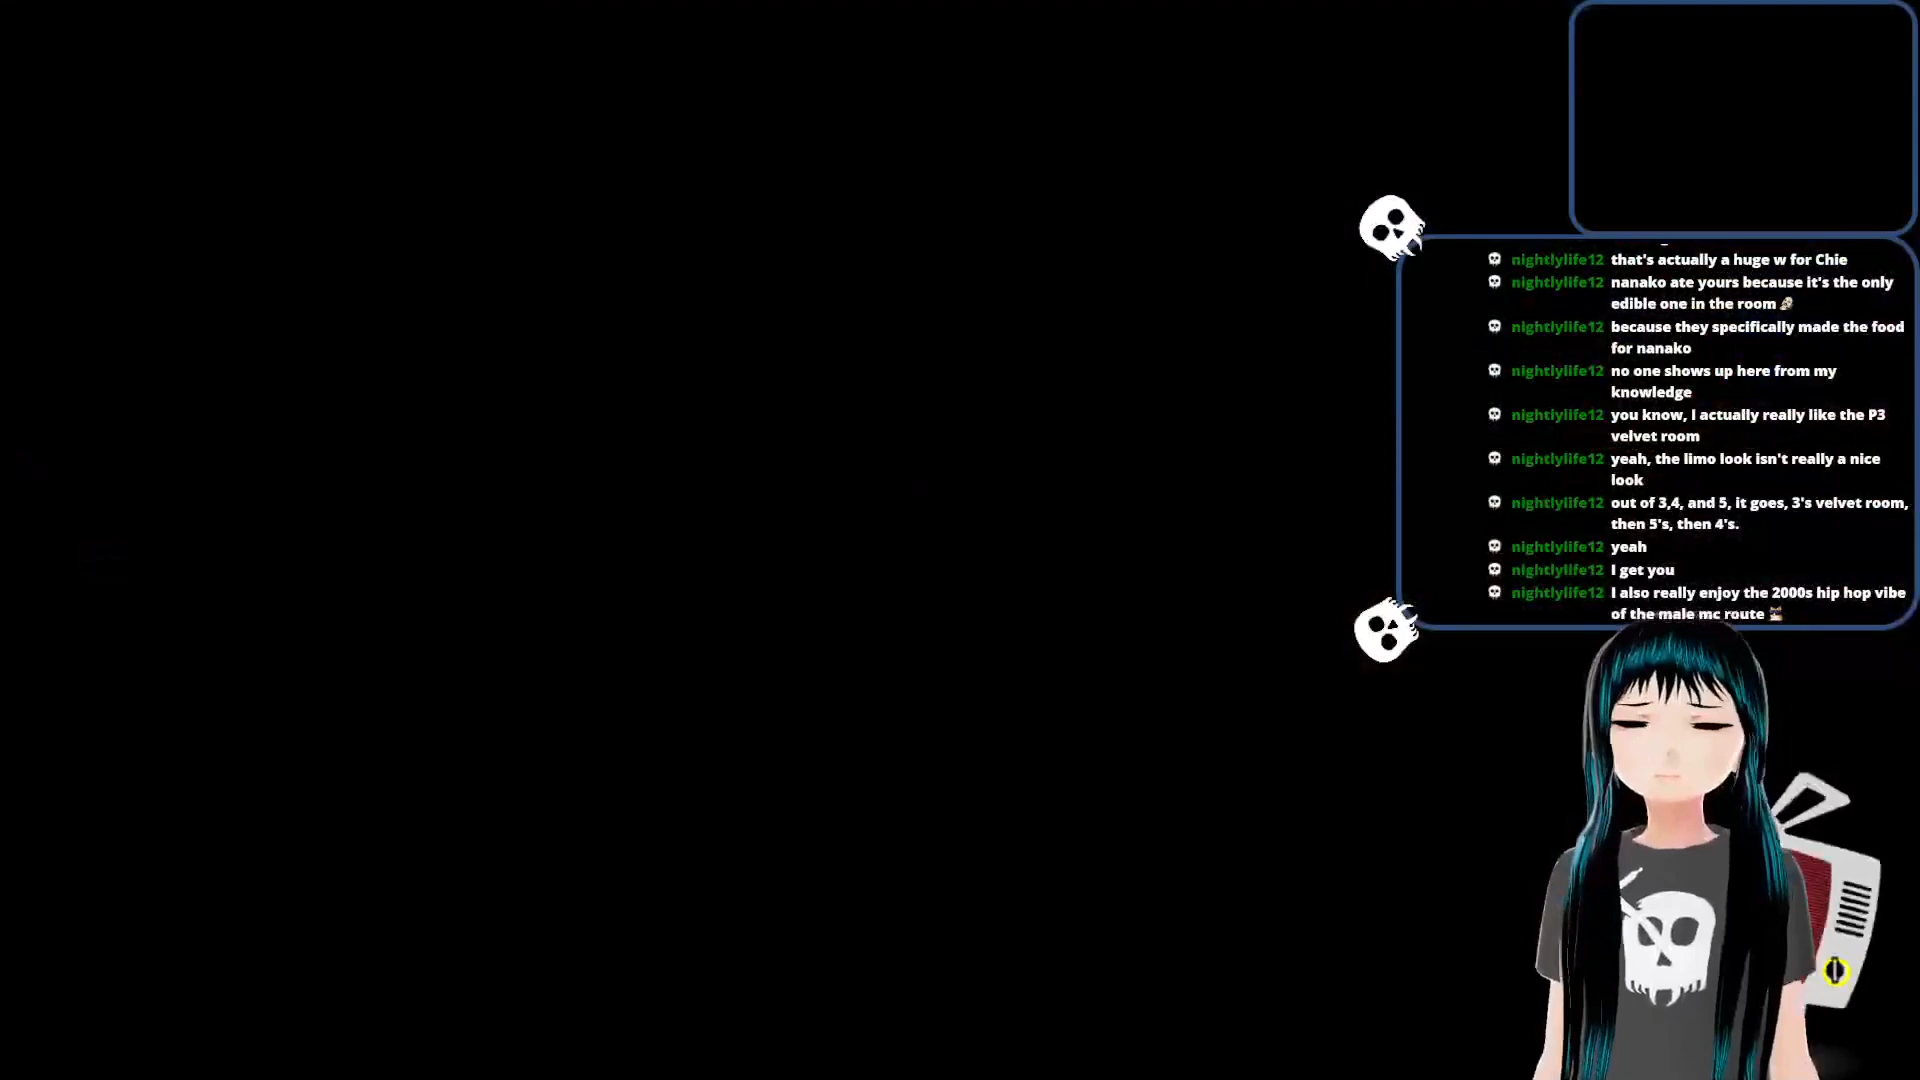 nightlylife12 that's actually a huge w for Chie
nightlylife12 nanako ate yours because it's the only
edible one in the room
nightlylife12 because they specifically made the food
for nanako
nightlylife12 no one shows up here from my
knowledge
nightlylife12 you know, I actually really like the P3
velvet room
nightlylife12 yeah, the limo look isn't really a nice
look
nightlylife12 out of 3,4, and 5, it goes, 3's velvet room,
then 5's, then 4's.
nightlylife12 yeah
nightlylife12 I get you
nightlylife12 I also really enjoy the 2000s hip hop vibe
of the male mc route